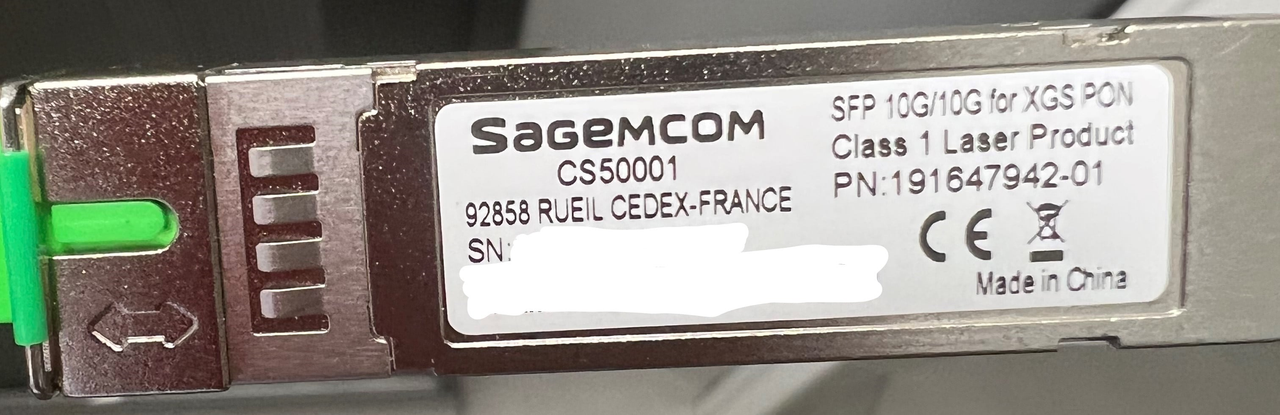 SAGEMCOM
CS50001
92858 RUEIL CEDEX-FRANCE
SN:
SFP 10G/10G for XGS PON
Class 1 Laser Product
PN:191647942-01
CE
Made in China